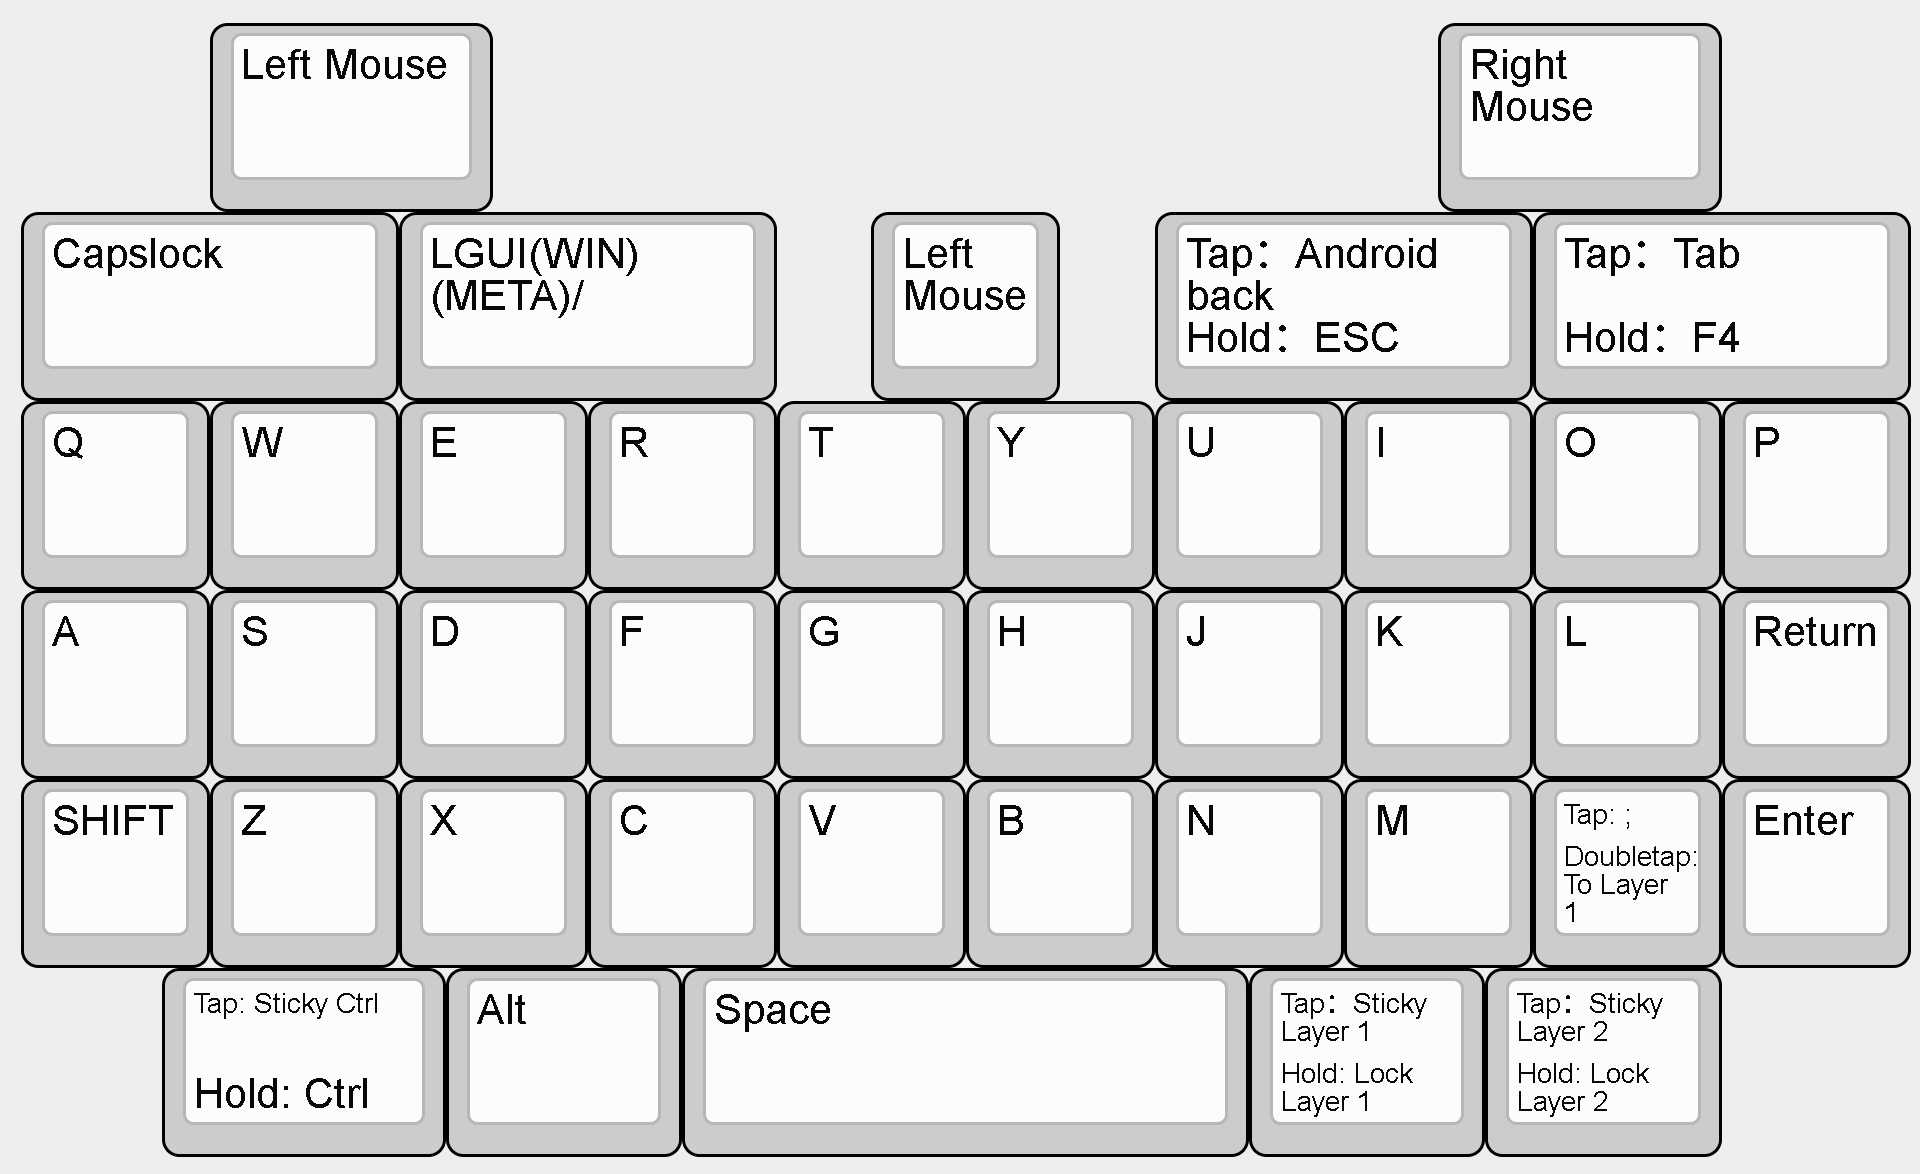 Left Mouse
Right
Mouse
Capslock
LGUI(WIN)
(META)/
Left
Mouse
Tap： Android
back
Hold： ESC
Tap： Tab
Hold： F4
Q
W
E
R
T
Y
U
I
O
P
A
S
D
F
G
H
J
K
L
Return
SHIFT
Z
X
C
V
B
N
M
Tap: ;
Doubletap:
To Layer
1
Enter
Tap: Sticky Ctrl
Hold: Ctrl
Alt
Space
Tap： Sticky
Layer 1
Hold: Lock
Layer 1
Tap： Sticky
Layer 2
Hold: Lock
Layer 2